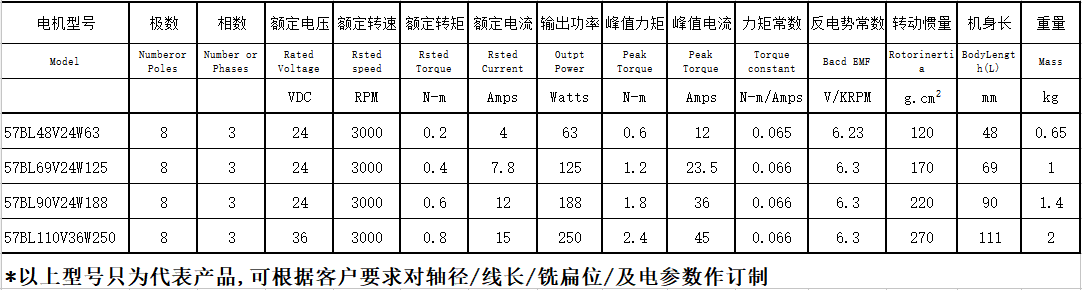 电机型号 极数 相数 额定电压 额定转速 额定转矩 额定电流 输出功率 峰值力矩 峰值电流 力矩常数 反电势常数 转动惯量 机身长 重量
Model Numberor Poles Number or Phases Rated Voltage Rsted speed Rsted Torque Rsted Current Outpt Power Peak Torque Peak Torque Torque constant Bacd EMF Rotorinertia BodyLength(L) Mass
VDC RPM N-m Amps Watts N-m Amps N-m/Amps V/KRPM g.cm² mm kg
57BL48V24W63 8 3 24 3000 0.2 4 63 0.6 12 0.065 6.23 120 48 0.65
57BL69V24W125 8 3 24 3000 0.4 7.8 125 1.2 23.5 0.066 6.3 170 69 1
57BL90V24W188 8 3 24 3000 0.6 12 188 1.8 36 0.066 6.3 220 90 1.4
57BL110V36W250 8 3 36 3000 0.8 15 250 2.4 45 0.066 6.3 270 111 2
*以上型号只为代表产品,可根据客户要求对轴径/线长/铣扁位/及电参数作订制